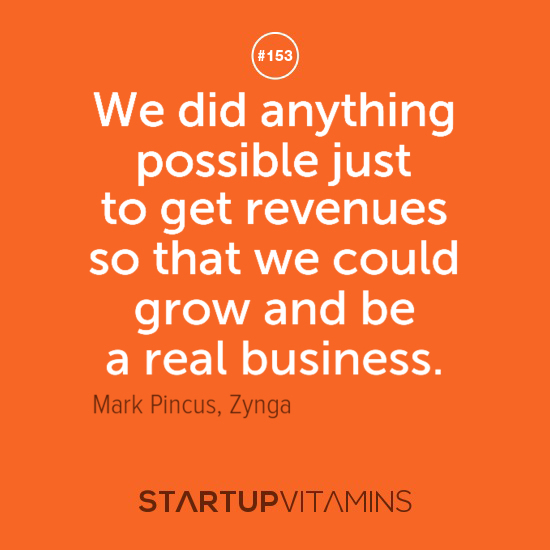 #153
We did anything
possible just
to get revenues
so that we could
grow and be
a real business.
Mark Pincus, Zynga
STARTUPVITAMINS